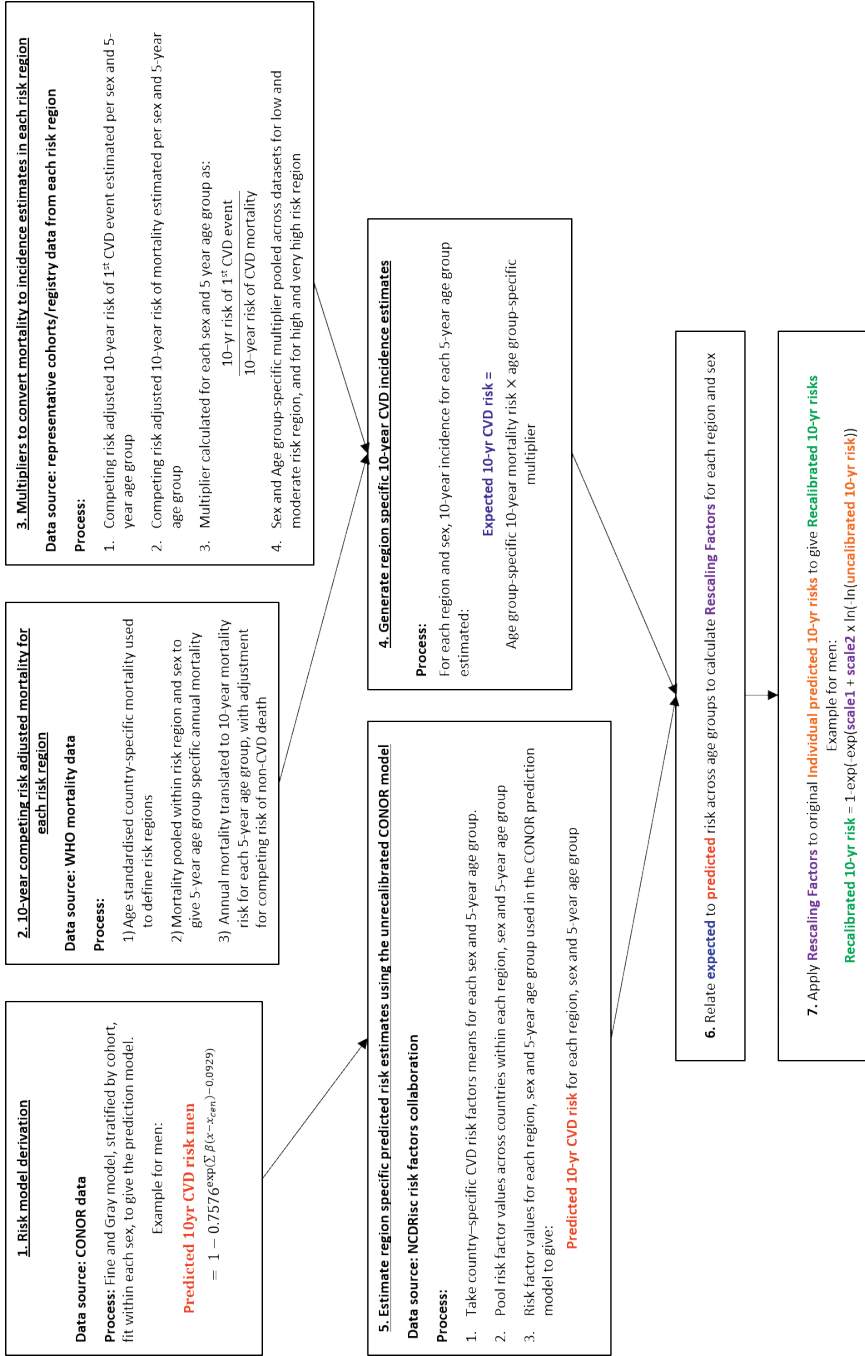 1. Risk model derivation
Data source: CONOR data
Process: Fine and Gray model, stratified by cohort,
fit within each sex, to give the prediction model.
Example for men:
Predicted 10yr CVD risk men
= 1 − 0.7576^exp(∑ β(x−x_cen)−0.0929)
2. 10-year competing risk adjusted mortality for
each risk region
Data source: WHO mortality data
Process:
1) Age standardised country-specific mortality used
to define risk regions
2) Mortality pooled within risk region and sex to
give 5-year age group specific annual mortality
3) Annual mortality translated to 10-year mortality
risk for each 5-year age group, with adjustment
for competing risk of non-CVD death
3. Multipliers to convert mortality to incidence estimates in each risk region
Data source: representative cohorts/registry data from each risk region
Process:
1. Competing risk adjusted 10-year risk of 1st CVD event estimated per sex and 5-
year age group
2. Competing risk adjusted 10-year risk of mortality estimated per sex and 5-year
age group
3. Multiplier calculated for each sex and 5 year age group as:
10−yr risk of 1st CVD event
10−year risk of CVD mortality
4. Sex and Age group-specific multiplier pooled across datasets for low and
moderate risk region, and for high and very high risk region
4. Generate region specific 10-year CVD incidence estimates
Process:
For each region and sex, 10-year incidence for each 5-year age group
estimated:
Expected 10-yr CVD risk =
Age group-specific 10-year mortality risk X age group-specific
multiplier
5. Estimate region specific predicted risk estimates using the unrecalibrated CONOR model
Data source: NCDRisc risk factors collaboration
Process:
1. Take country–specific CVD risk factors means for each sex and 5-year age group.
2. Pool risk factor values across countries within each region, sex and 5-year age group
3. Risk factor values for each region, sex and 5-year age group used in the CONOR prediction
model to give:
Predicted 10-yr CVD risk for each region, sex and 5-year age group
6. Relate expected to predicted risk across age groups to calculate Rescaling Factors for each region and sex
7. Apply Rescaling Factors to original Individual predicted 10-yr risks to give Recalibrated 10-yr risks
Example for men:
Recalibrated 10-yr risk = 1-exp(-exp(scale1 + scale2 x ln(-ln(uncalibrated 10-yr risk))